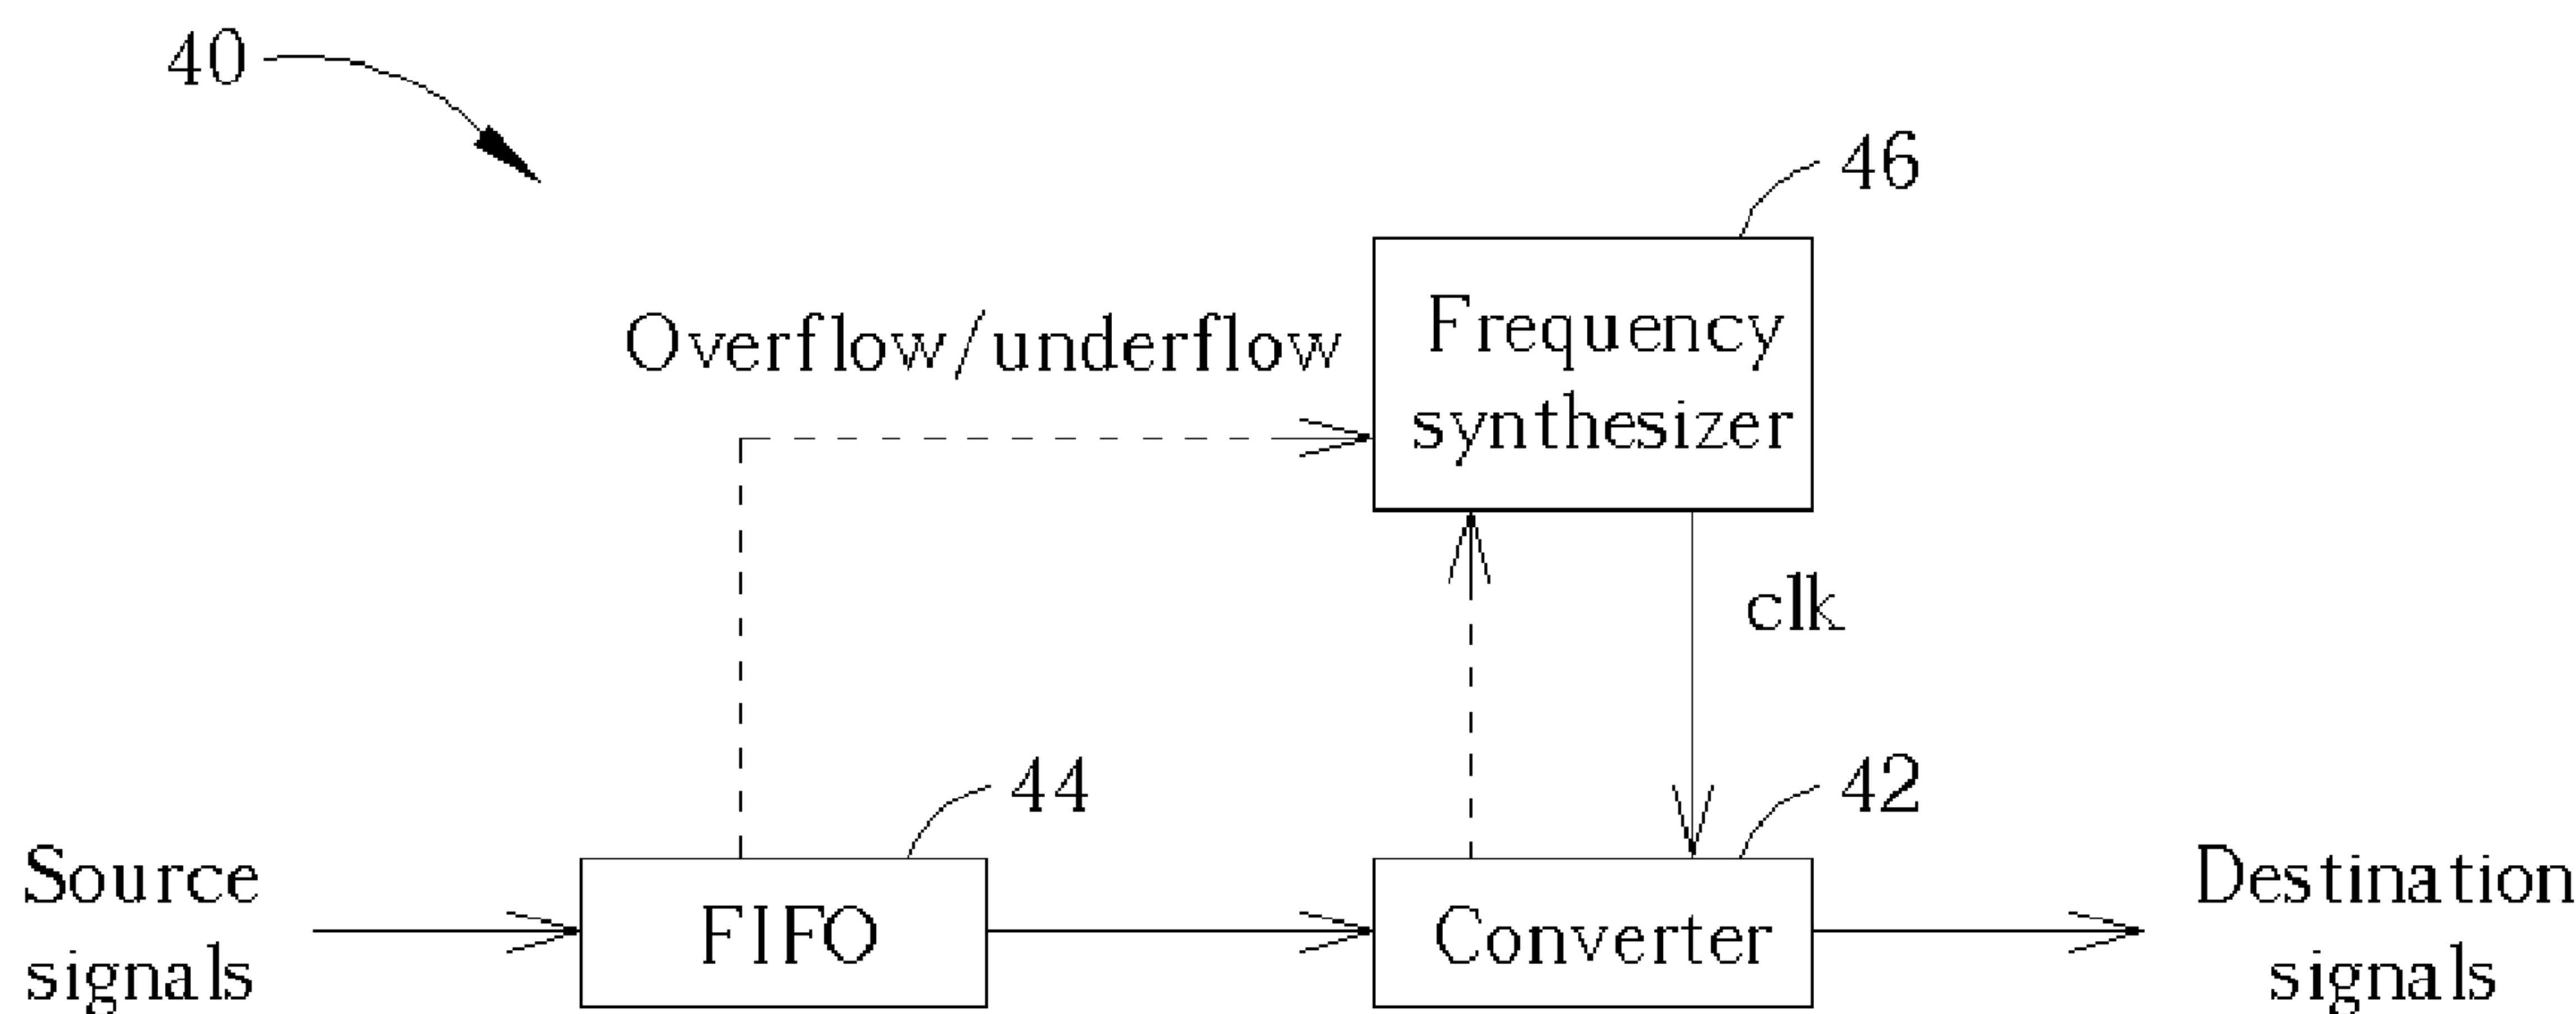 40
46
Frequency
synthesizer
Overflow/underflow
clk
44
42
Source
signals
FIFO
Converter
Destination
signals